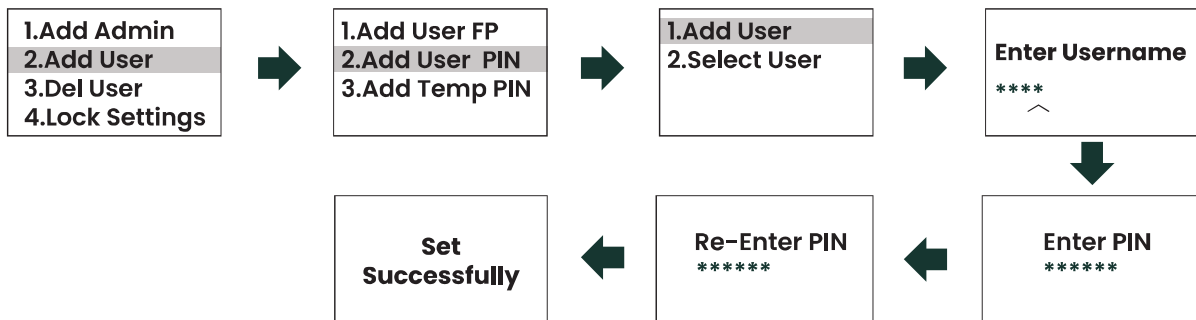 1.Add Admin
2.Add User
3.Del User
4.Lock Settings
1.Add User FP
2.Add User PIN
3.Add Temp PIN
1.Add User
2.Select User
Enter Username
****
Enter PIN
******
Re-Enter PIN
******
Set
Successfully